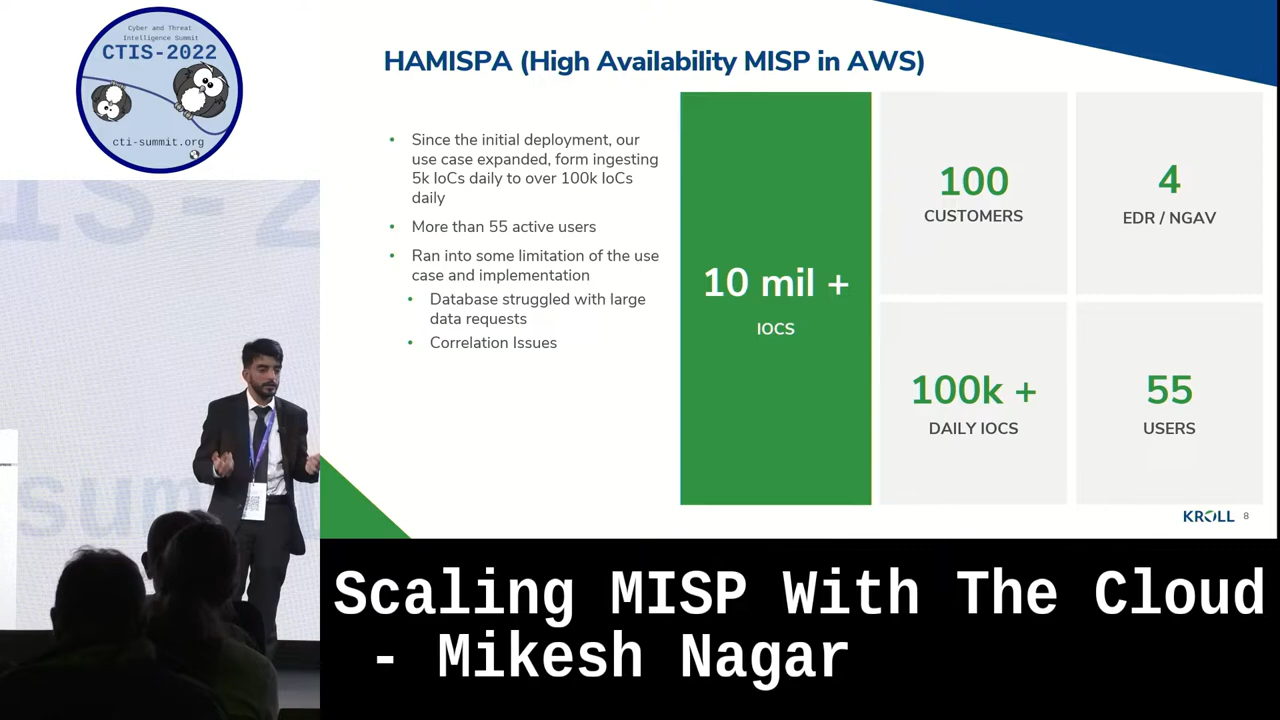 Cyber and Threat
Intelligence Summit
CTIS-2022
cti-summit.org
HAMISPA (High Availability MISP in AWS)
• Since the initial deployment, our
use case expanded, form ingesting
5k IoCs daily to over 100k IoCs
daily
• More than 55 active users
• Ran into some limitation of the use
case and implementation
• Database struggled with large
data requests
• Correlation Issues
10 mil +
IOCS
100
CUSTOMERS
4
EDR / NGAV
100k +
DAILY IOCS
55
USERS
KROLL 8
IS-2
sum
Scaling MISP With The Cloud
- Mikesh Nagar